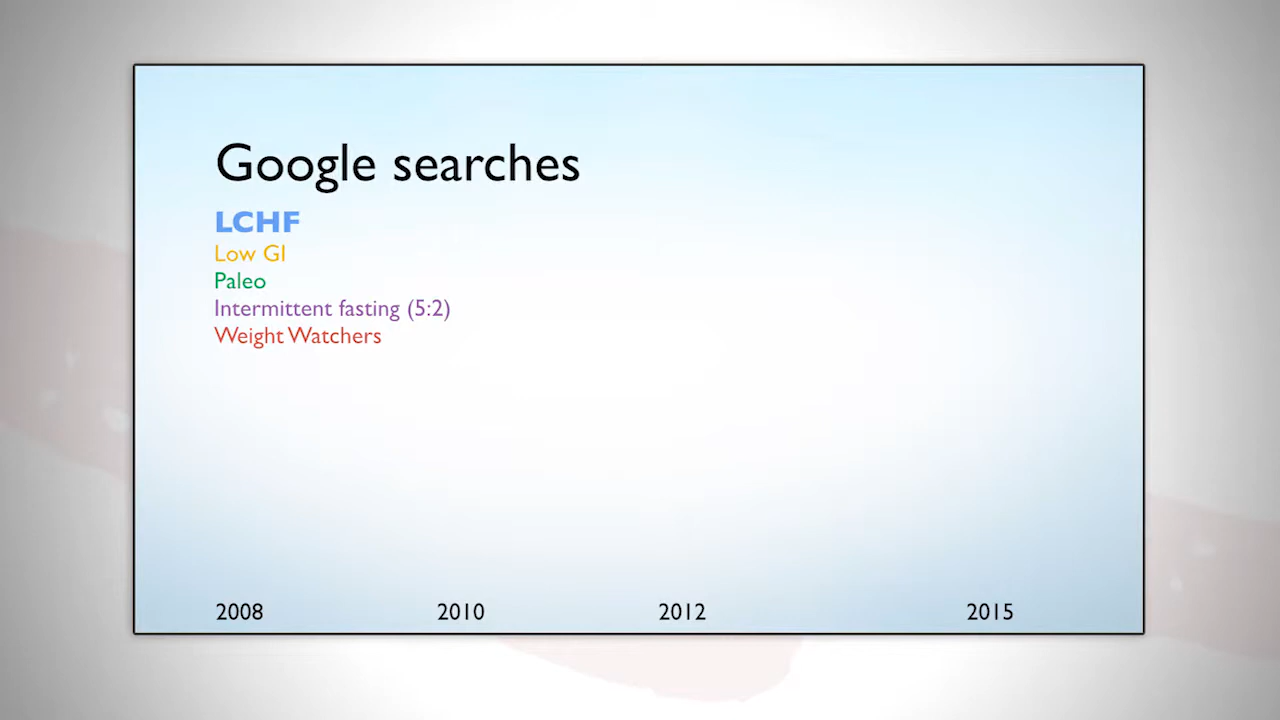 Google searches
LCHF
Low GI
Paleo
Intermittent fasting (5:2)
Weight Watchers
2008 2010 2012 2015